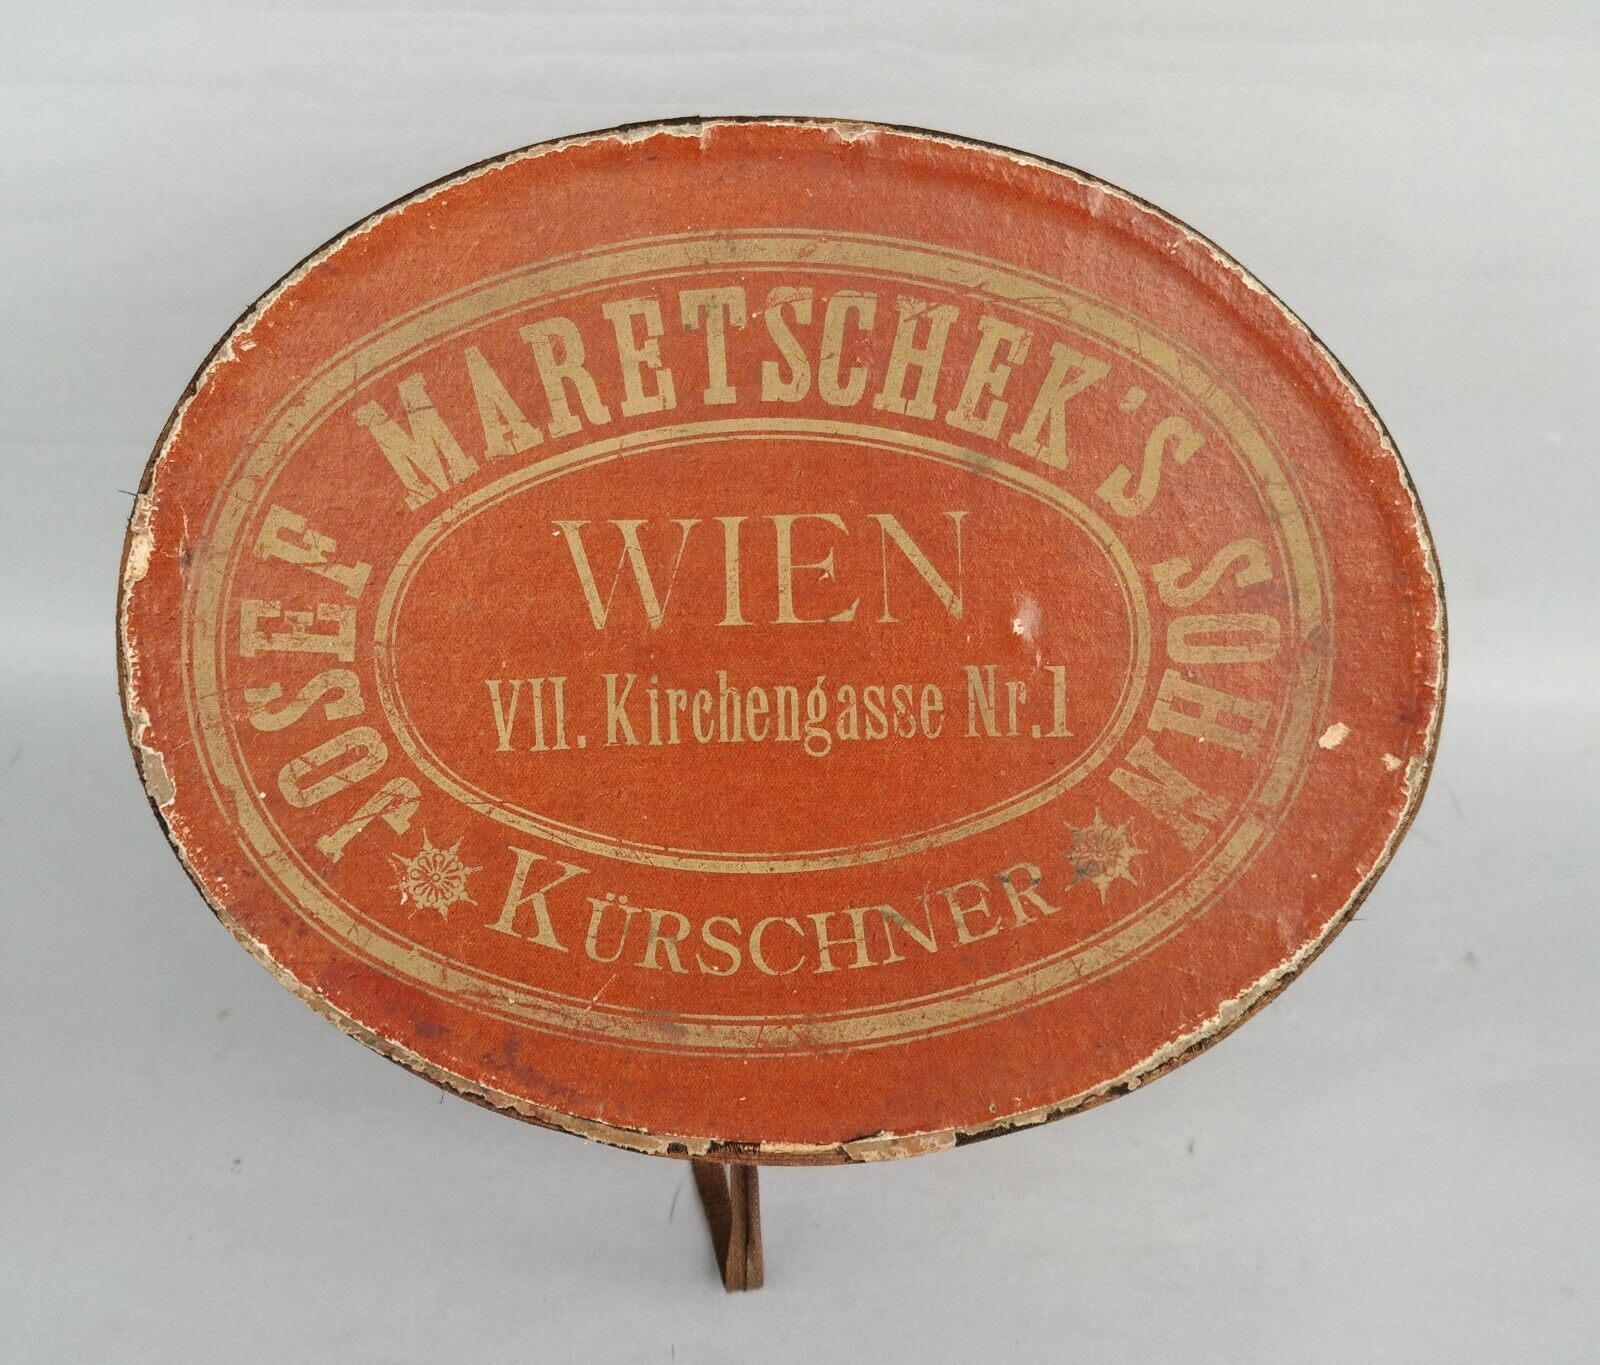 JOSEF MARETSCHEK'S SOHN
WIEN
VII. Kirchengasse Nr. 1
KÜRSCHNER